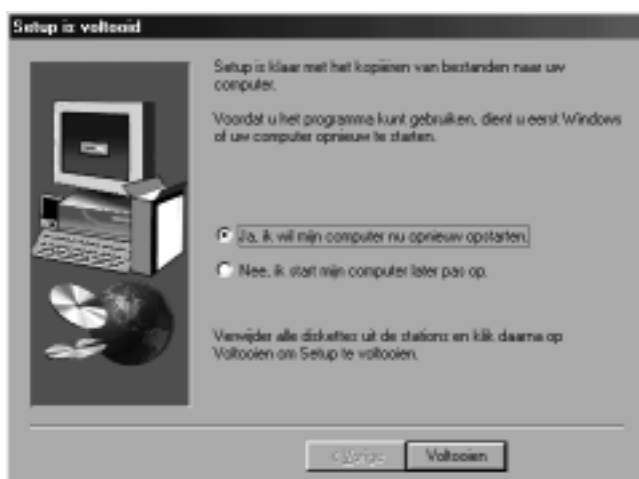 Setup is voltooid
Setup is klaar met het kopiëren van bestanden naar uw
computer.
Voordat u het programma kunt gebruiken, dient u eerst Windows
of uw computer opnieuw te starten.
Ja, ik wil mijn computer nu opnieuw opstarten.
Nee, ik start mijn computer later pas op.
Verwijder alle diskettes uit de stations en klik daarna op
Voltooien om Setup te voltooien.
< Vorige
Voltooien